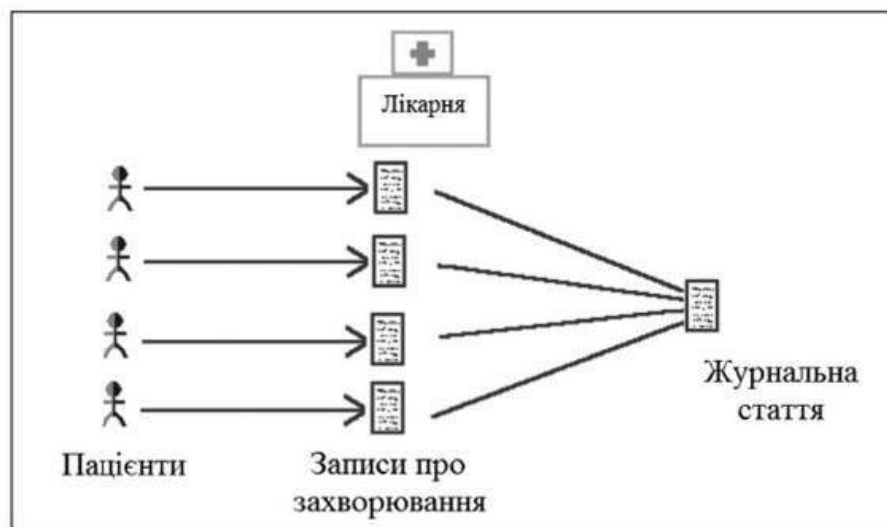 Лікарня
Журнальна
стаття
Пацієнти
Записи про
захворювання